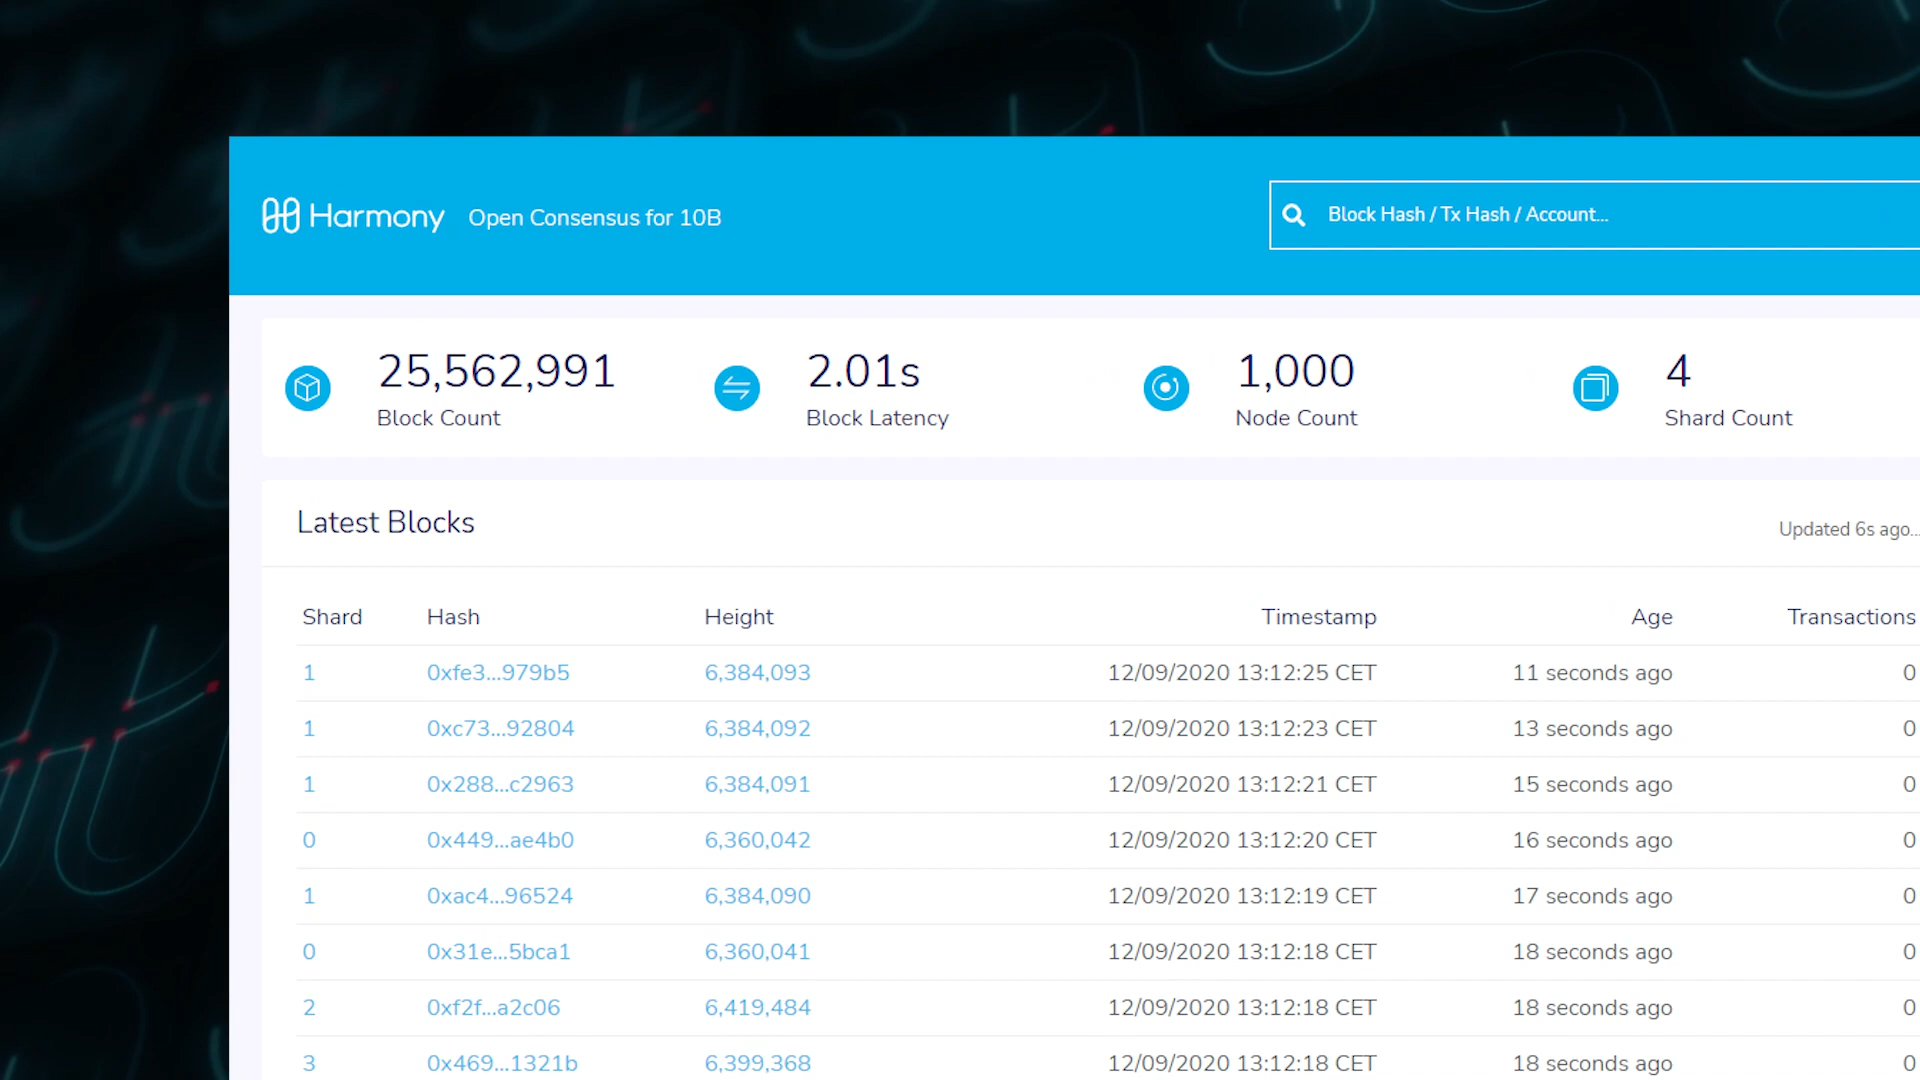 Harmony Open Consensus for 10B
Block Hash / Tx Hash / Account...
25,562,991 2.01s 1,000 4
Block Count Block Latency Node Count Shard Count
Latest Blocks Updated 6s ago...
Shard Hash Height Timestamp Age Transactions
1 0xfe3...979b5 6,384,093 12/09/2020 13:12:25 CET 11 seconds ago 0
1 0xc73...92804 6,384,092 12/09/2020 13:12:23 CET 13 seconds ago 0
1 0x288...c2963 6,384,091 12/09/2020 13:12:21 CET 15 seconds ago 0
0 0x449...ae4b0 6,360,042 12/09/2020 13:12:20 CET 16 seconds ago 0
1 0xac4...96524 6,384,090 12/09/2020 13:12:19 CET 17 seconds ago 0
0 0x31e...5bca1 6,360,041 12/09/2020 13:12:18 CET 18 seconds ago 0
2 0xf2f...a2c06 6,419,484 12/09/2020 13:12:18 CET 18 seconds ago 0
3 0x469...1321b 6,399,368 12/09/2020 13:12:18 CET 18 seconds ago 0